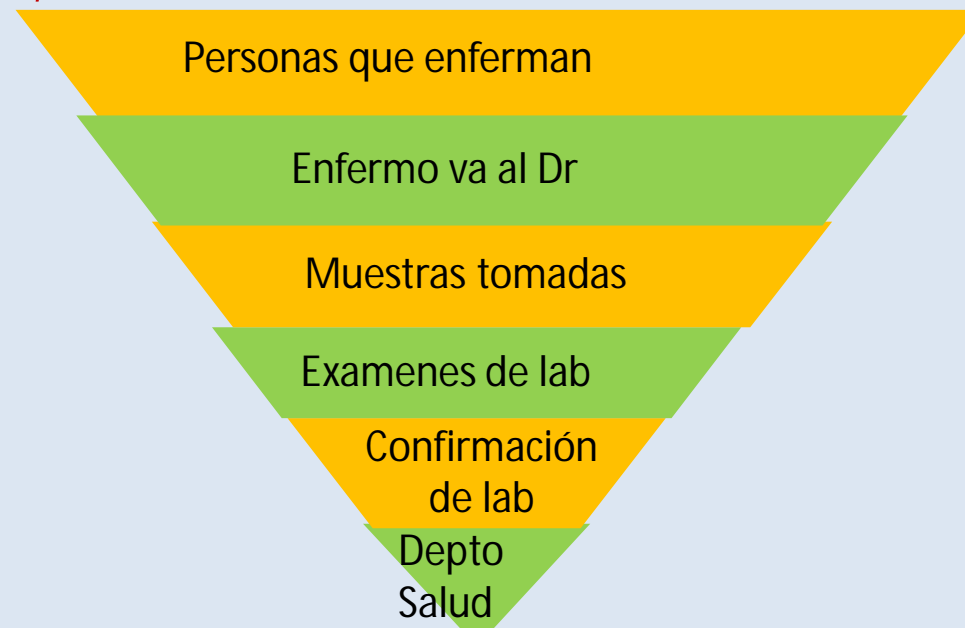 Personas que enferman
Enfermo va al Dr
Muestras tomadas
Examenes de lab
Confirmación
de lab
Depto
Salud